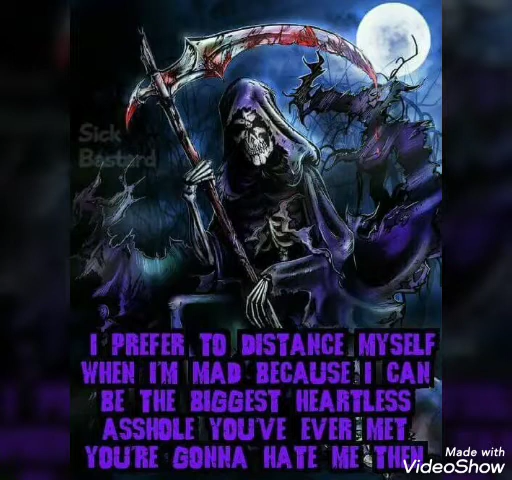 Sick
Bastard
I PREFER TO DISTANCE MYSELF
WHEN I'M MAD BECAUSE I CAN
BE THE BIGGEST HEARTLESS
ASSHOLE YOU'VE EVER MET
YOU'RE GONNA HATE ME THEN
Made with
VideoShow